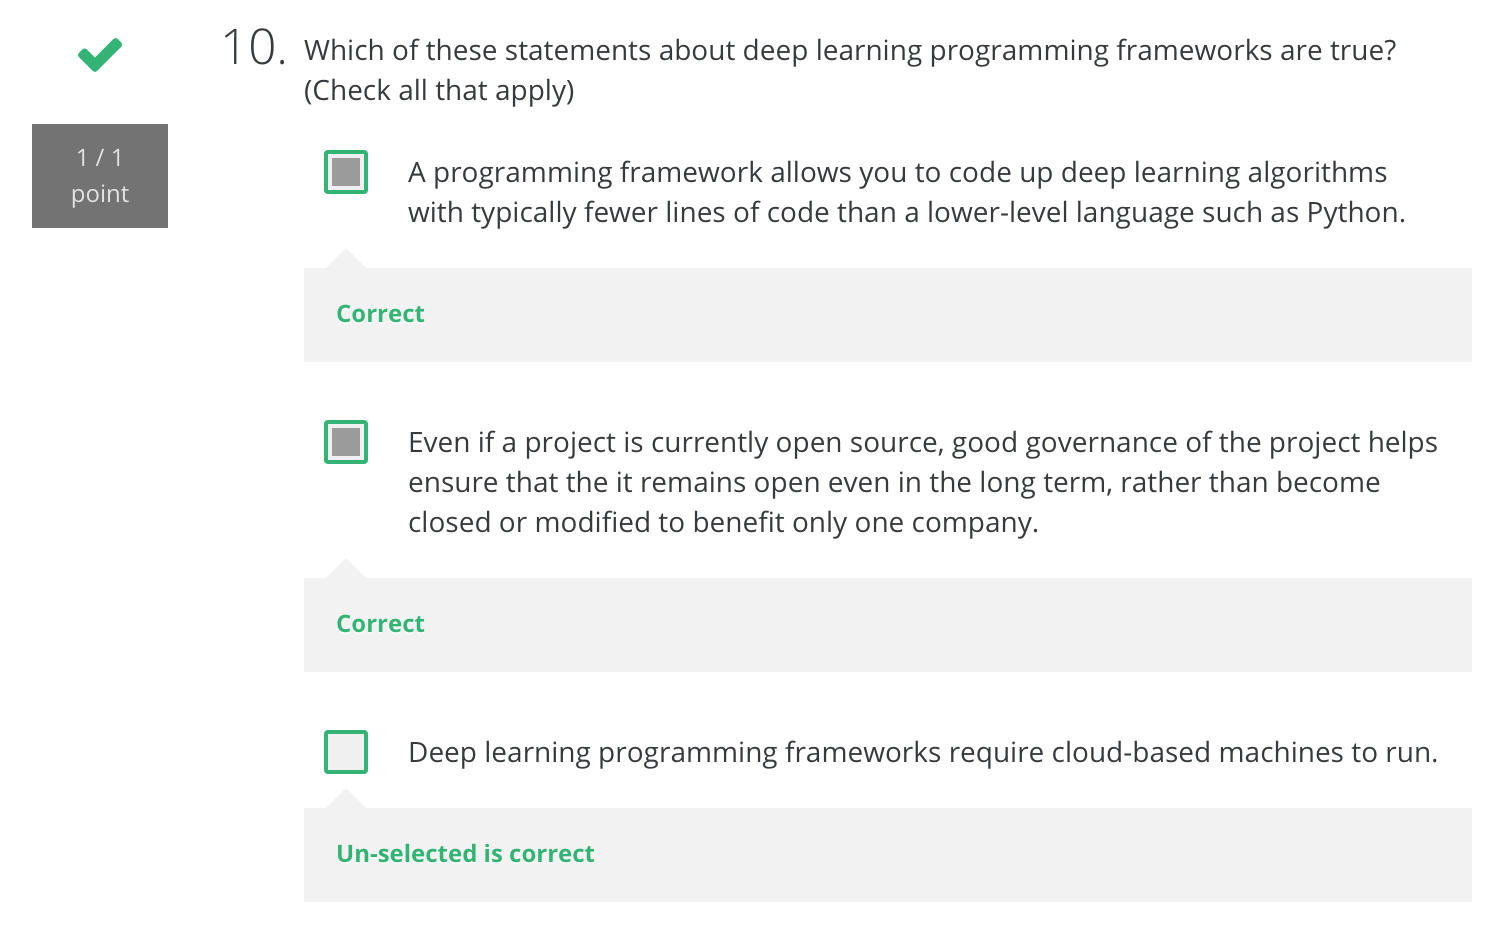 10. Which of these statements about deep learning programming frameworks are true?
(Check all that apply)
1 / 1
point
A programming framework allows you to code up deep learning algorithms
with typically fewer lines of code than a lower-level language such as Python.
Correct
Even if a project is currently open source, good governance of the project helps
ensure that the it remains open even in the long term, rather than become
closed or modified to benefit only one company.
Correct
Deep learning programming frameworks require cloud-based machines to run.
Un-selected is correct